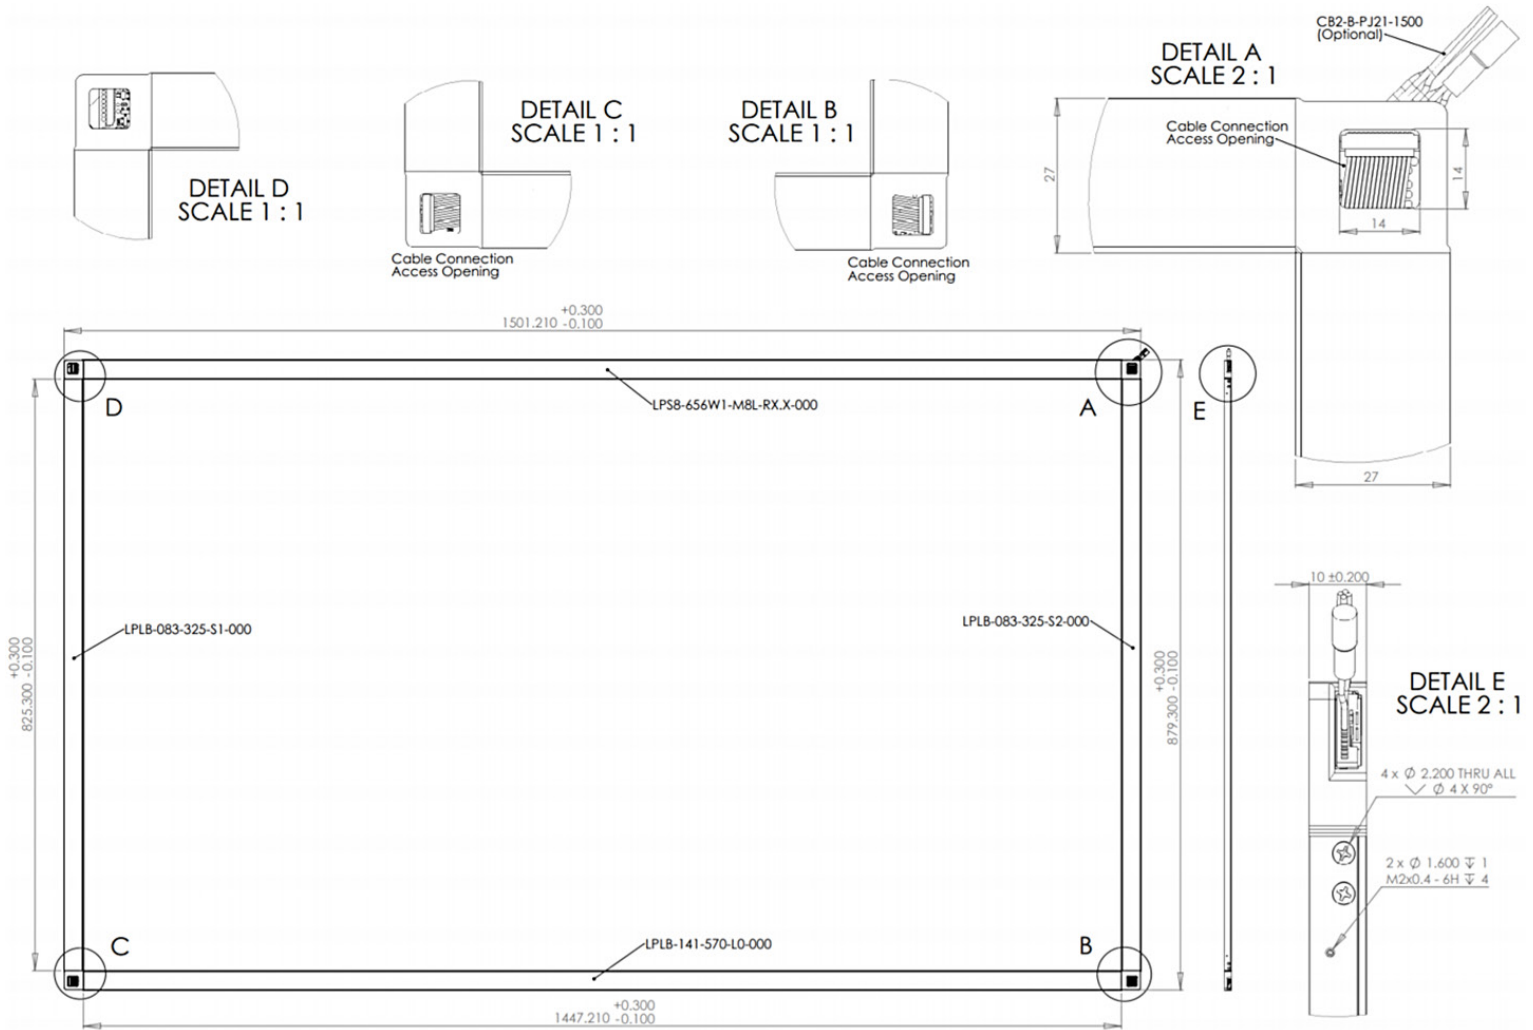 CB2-B-PJ21-1500
(Optional)
DETAIL A
SCALE 2 : 1
DETAIL C
SCALE 1 : 1
DETAIL B
SCALE 1 : 1
Cable Connection
Access Opening
27
14
14
DETAIL D
SCALE 1 : 1
Cable Connection
Access Opening
Cable Connection
Access Opening
+0.300
1501.210 -0.100
D
LPS8-656W1-M8L-RX.X-000
A
E
27
10 ±0.200
LPLB-083-325-S1-000
LPLB-083-325-S2-000
+0.300
825.300 -0.100
+0.300
879.300 -0.100
DETAIL E
SCALE 2 : 1
4 x ∅ 2.200 THRU ALL
⌵ ∅ 4 X 90°
2 x ∅ 1.600 ↧ 1
M2x0.4 - 6H ↧ 4
C
LPLB-141-570-L0-000
B
+0.300
1447.210 -0.100